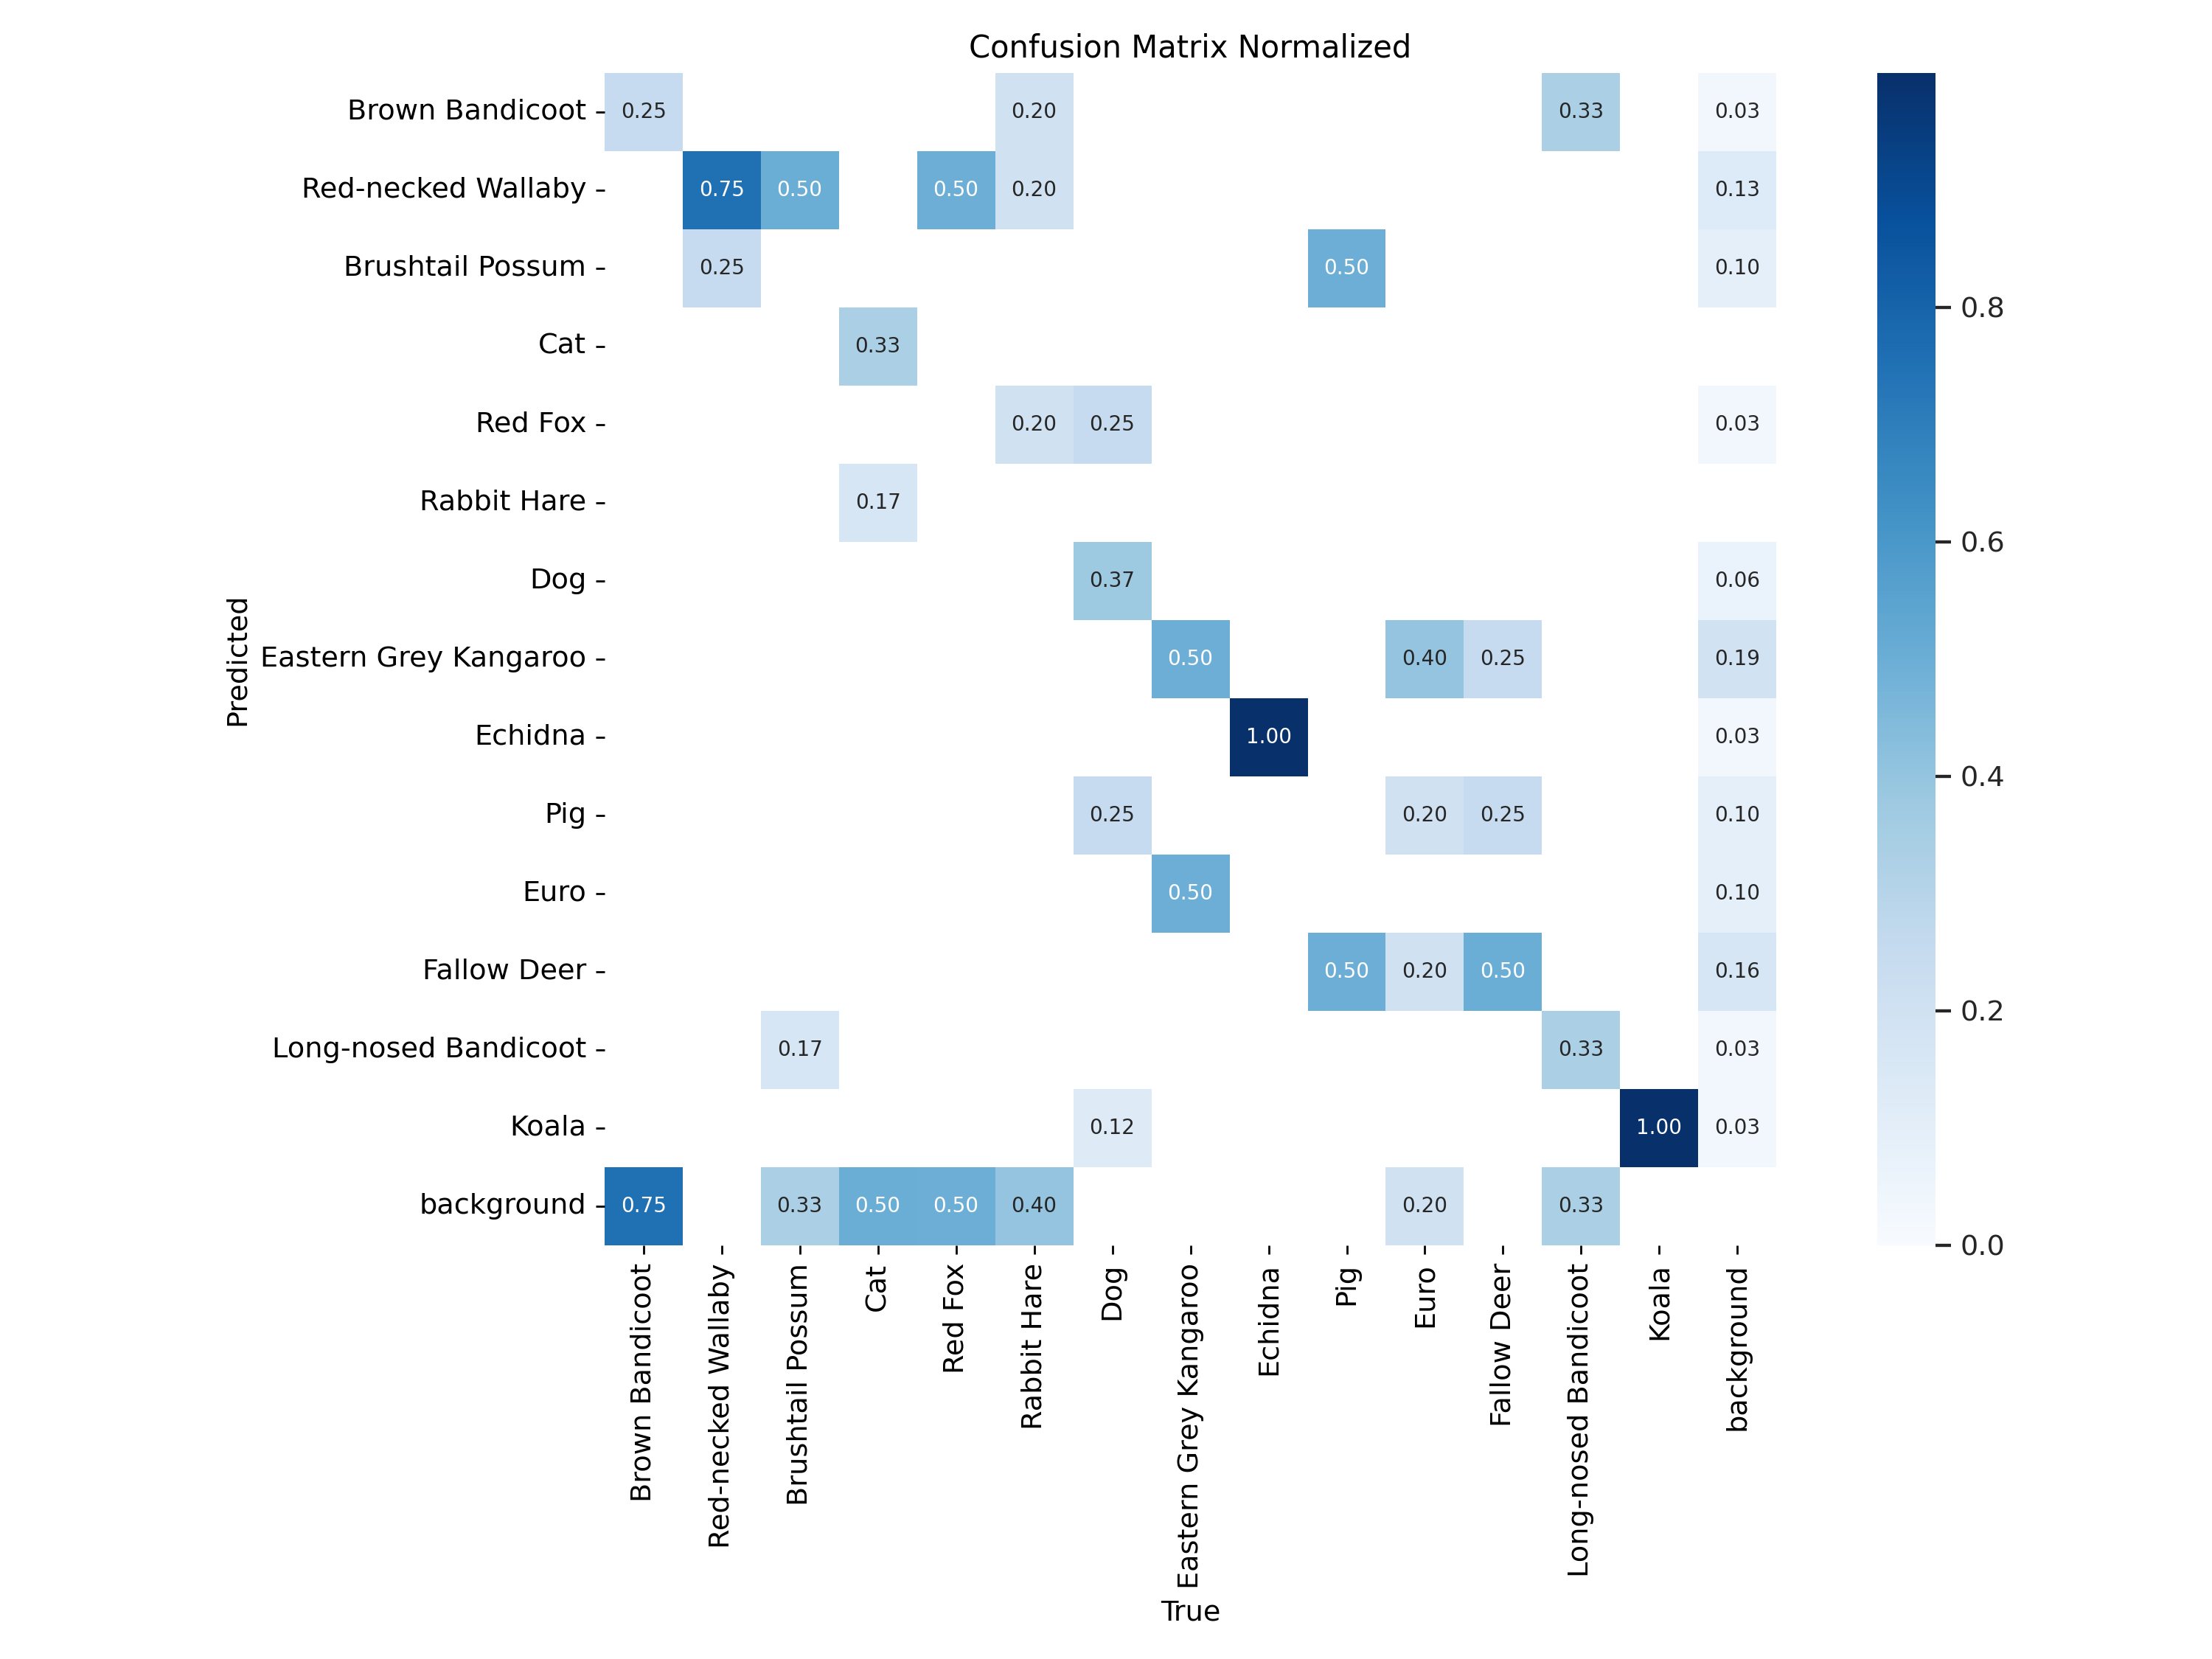 Confusion Matrix Normalized
Brown Bandicoot 0.25 0.20 0.33 0.03
Red-necked Wallaby 0.75 0.50 0.50 0.20 0.13
Brushtail Possum 0.25 0.50 0.10
Cat 0.33
Red Fox 0.20 0.25 0.03
Rabbit Hare 0.17
Dog 0.37 0.06
Eastern Grey Kangaroo 0.50 0.40 0.25 0.19
Echidna 1.00 0.03
Pig 0.25 0.20 0.25 0.10
Euro 0.50 0.10
Fallow Deer 0.50 0.20 0.50 0.16
Long-nosed Bandicoot 0.17 0.33 0.03
Koala 0.12 1.00 0.03
background 0.75 0.33 0.50 0.50 0.40 0.20 0.33
Predicted
Brown Bandicoot
Red-necked Wallaby
Brushtail Possum
Cat
Red Fox
Rabbit Hare
Dog
Eastern Grey Kangaroo
Echidna
Pig
Euro
Fallow Deer
Long-nosed Bandicoot
Koala
background
True
0.8
0.6
0.4
0.2
0.0